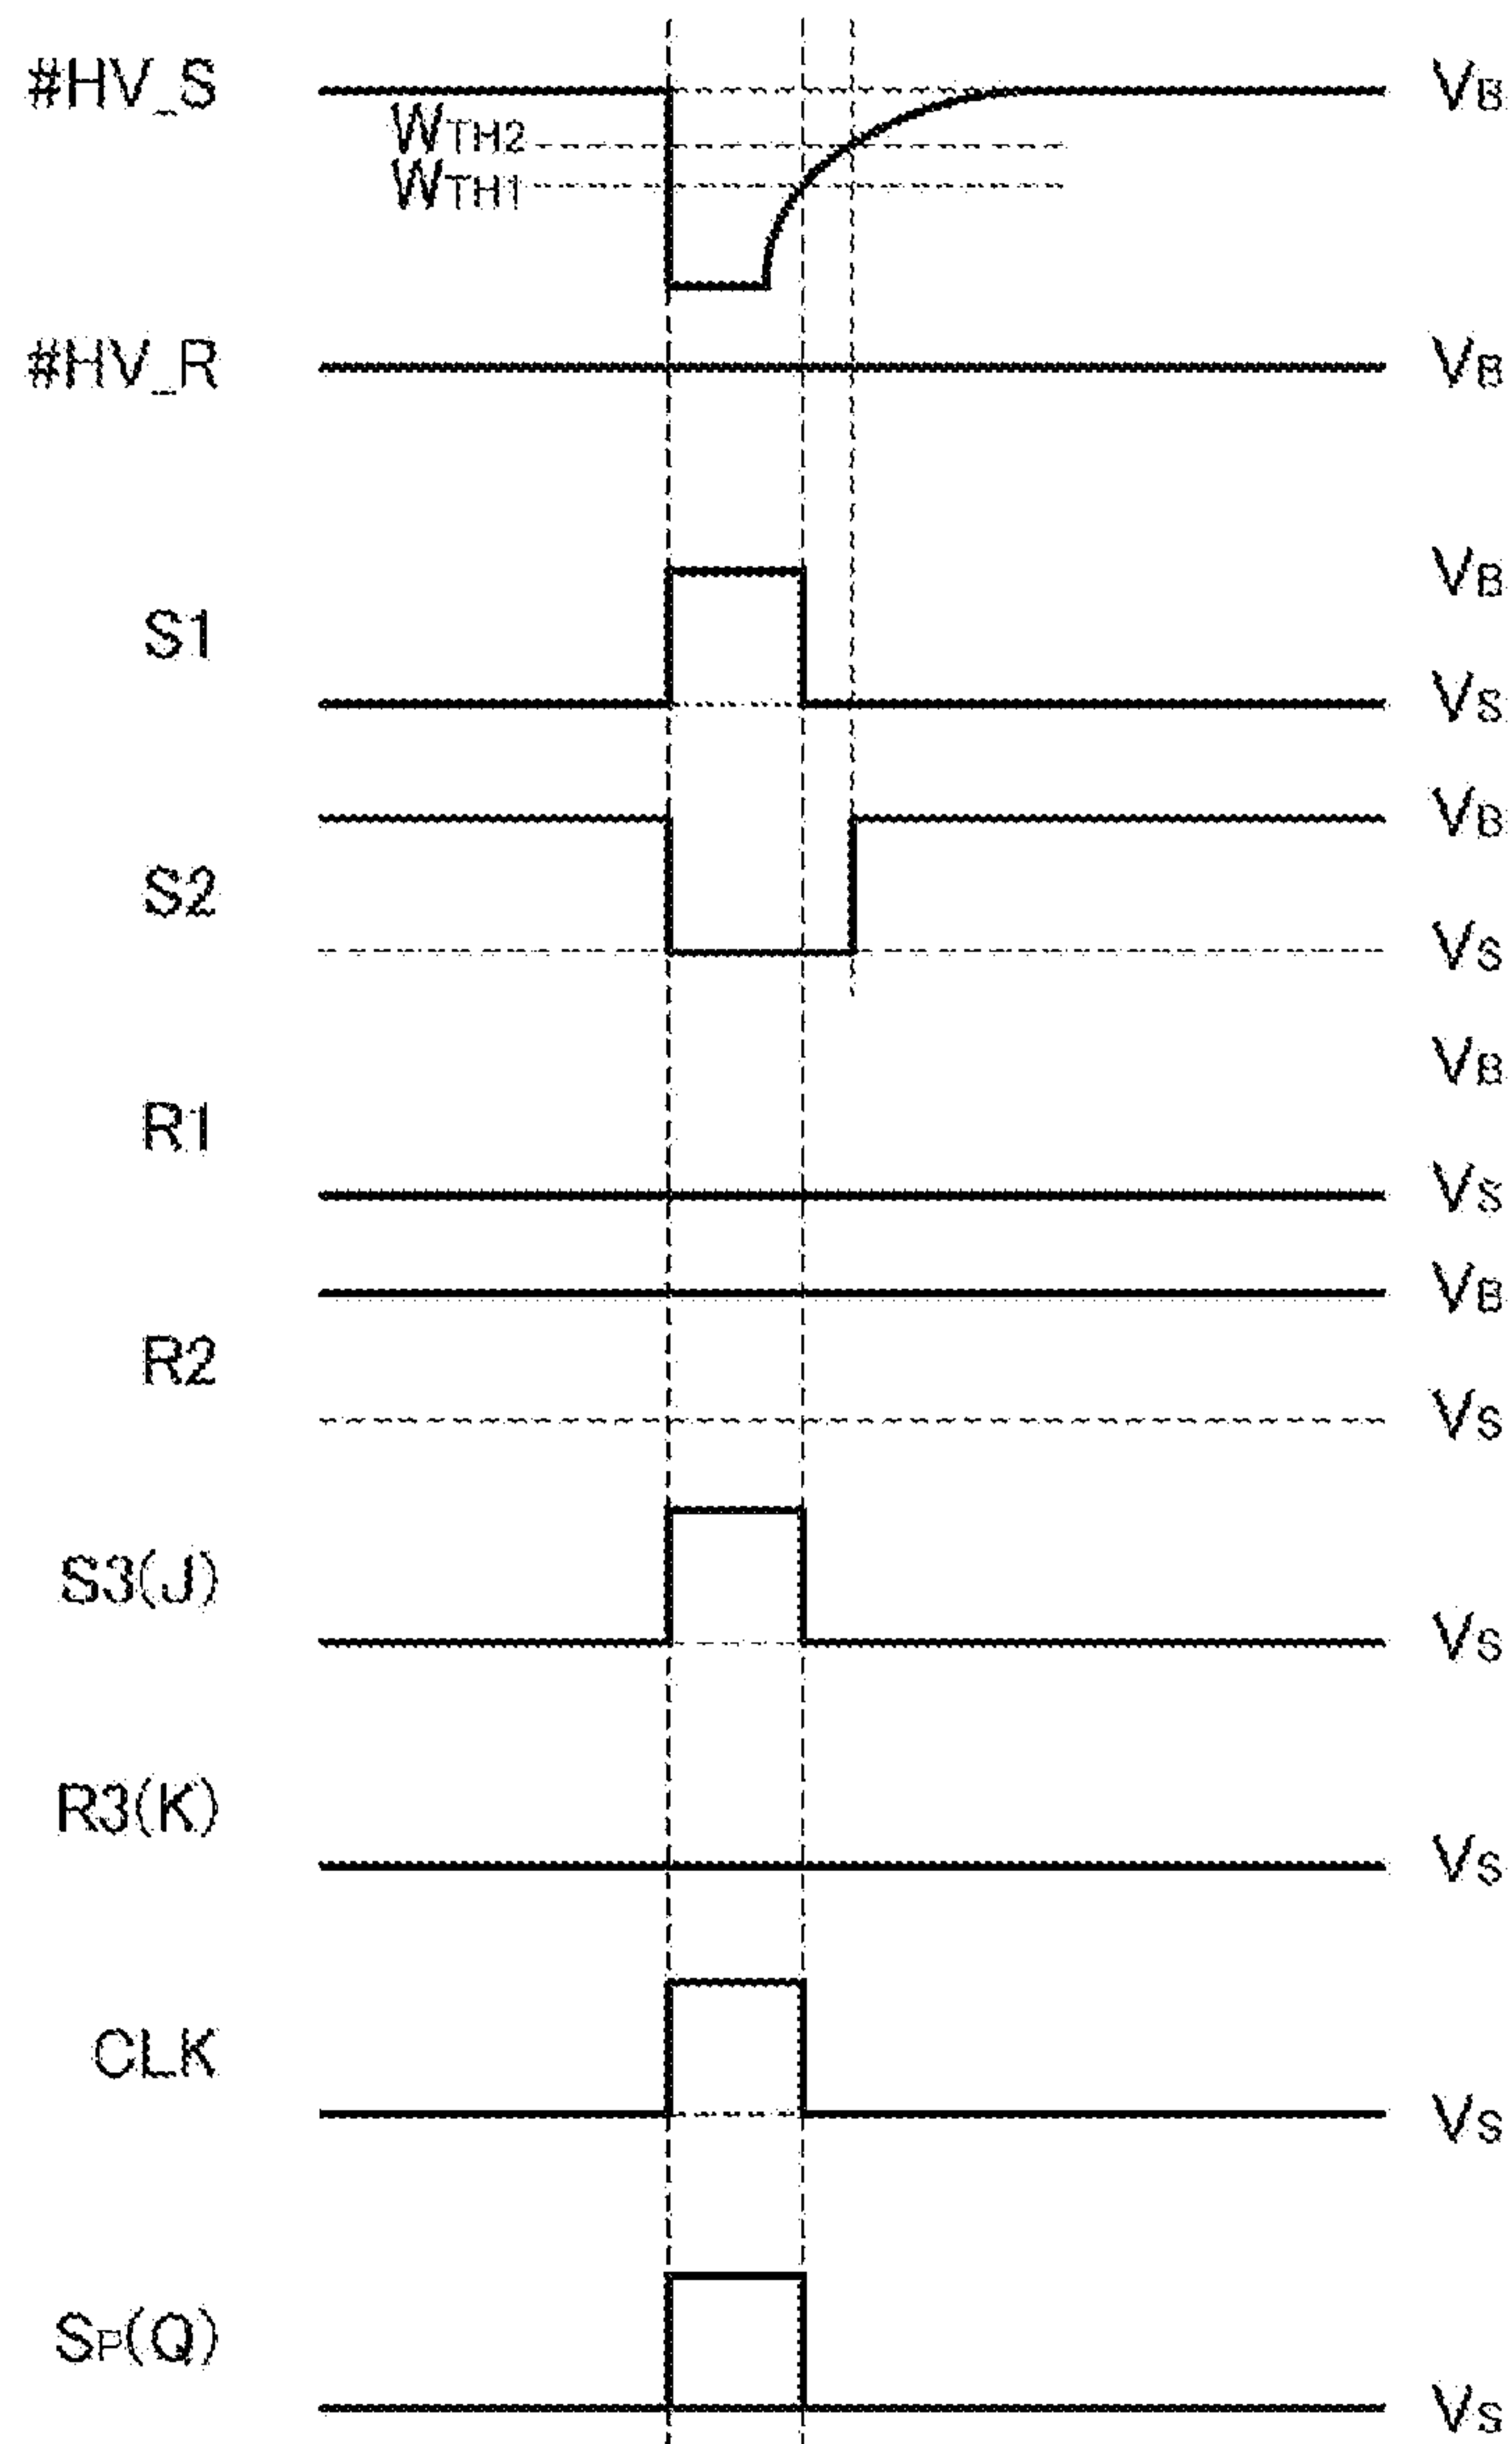 #HV_S VB
WTH2
WTH1
#HV_R VB
VB
S1
VS
VB
S2
VS
VB
R1
VS
VB
R2
VS
S3(J)
VS
R3(K)
VS
CLK
VS
SP(Q)
VS